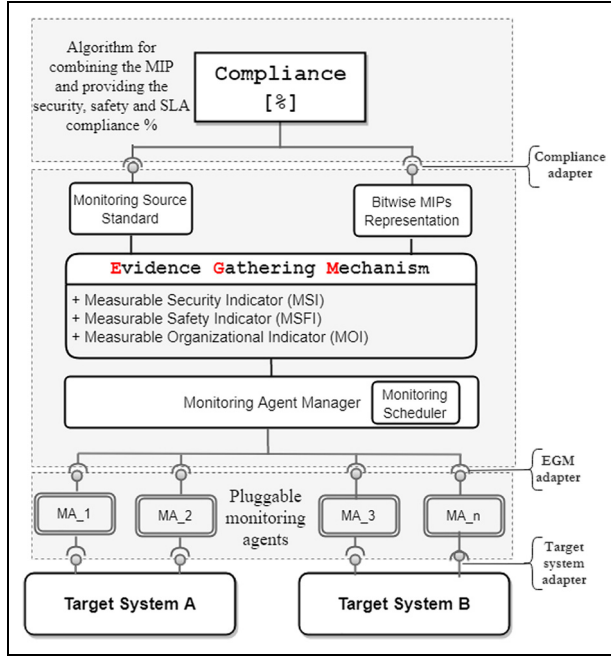 Algorithm for
combining the MIP
and providing the
security, safety and SLA
compliance %
Compliance
[%]
Compliance
adapter
Monitoring Source
Standard
Bitwise MIPs
Representation
Evidence Gathering Mechanism
+ Measurable Security Indicator (MSI)
+ Measurable Safety Indicator (MSFI)
+ Measurable Organizational Indicator (MOI)
Monitoring Agent Manager
Monitoring
Scheduler
EGM
adapter
MA_1
MA_2
Pluggable
monitoring
agents
MA_3
MA_n
Target
system
adapter
Target System A
Target System B